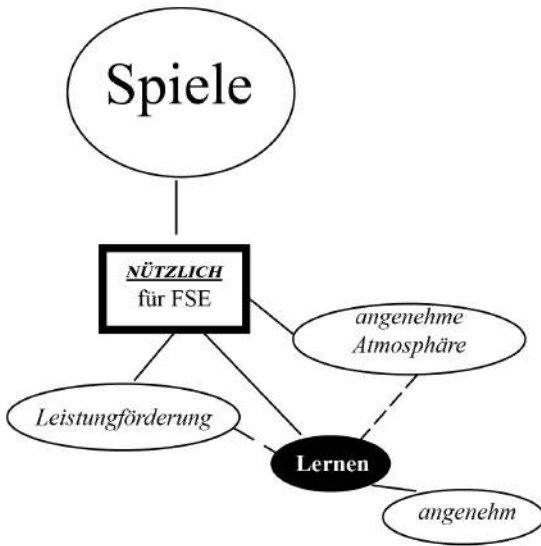 Spiele
NÜTZLICH
für FSE
angenehme
Atmosphäre
Leistungförderung
Lernen
angenehm